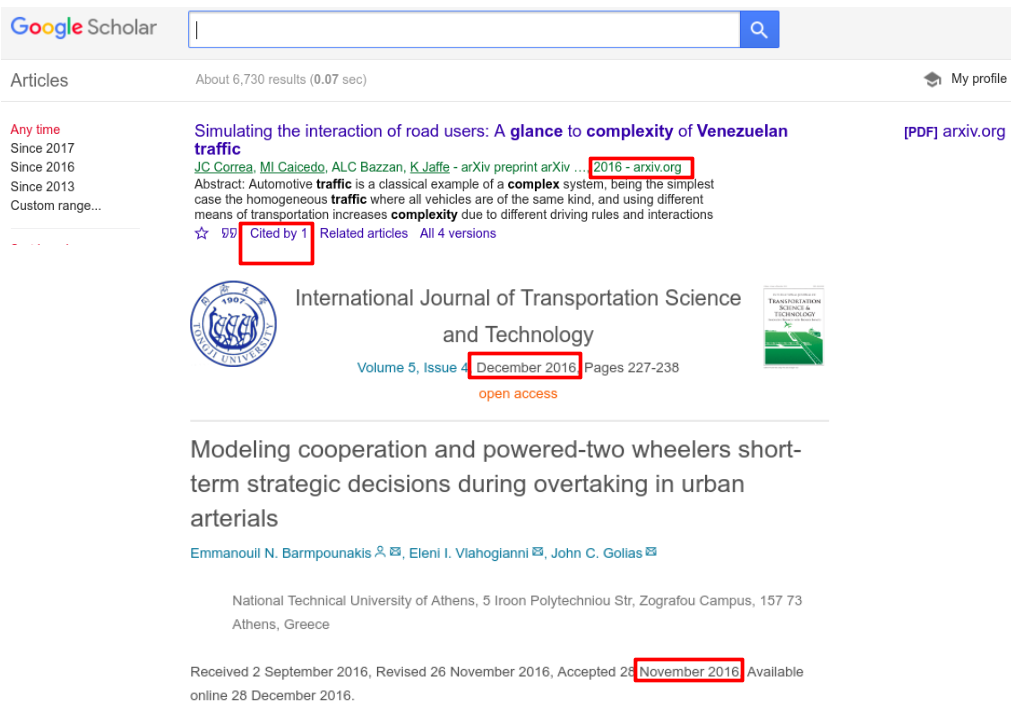 Google Scholar
Articles
About 6,730 results (0.07 sec)
My profile
Any time
Since 2017
Since 2016
Since 2013
Custom range...
Simulating the interaction of road users: A glance to complexity of Venezuelan
traffic
[PDF] arxiv.org
JC Correa, MI Caicedo, ALC Bazzan, K Jaffe - arXiv preprint arXiv …, 2016 - arxiv.org
Abstract: Automotive traffic is a classical example of a complex system, being the simplest
case the homogeneous traffic where all vehicles are of the same kind, and using different
means of transportation increases complexity due to different driving rules and interactions
Cited by 1 Related articles All 4 versions
1907
TONGJI UNIVERSITY
International Journal of Transportation Science
and Technology
TRANSPORTATION
SCIENCE &
TECHNOLOGY
Volume 5, Issue 4, December 2016, Pages 227-238
open access
Modeling cooperation and powered-two wheelers short-
term strategic decisions during overtaking in urban
arterials
Emmanouil N. Barmpounakis, Eleni I. Vlahogianni, John C. Golias
National Technical University of Athens, 5 Iroon Polytechniou Str, Zografou Campus, 157 73
Athens, Greece
Received 2 September 2016, Revised 26 November 2016, Accepted 28 November 2016, Available
online 28 December 2016.